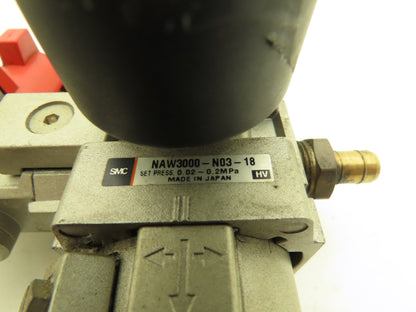 SMC
NAW3000-N03-18
SET PRESS. 0.02-0.2MPa
MADE IN JAPAN
HV